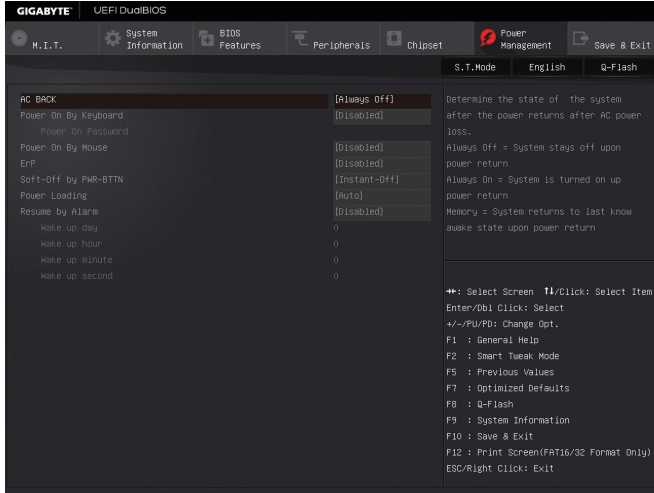 GIGABYTE™ UEFI DualBIOS
M.I.T. System Information BIOS Features Peripherals Chipset Power Management Save & Exit
S.T.Mode English Q-Flash
AC BACK [Always Off]
Power On By Keyboard [Disabled]
Power On Password
Power On By Mouse [Disabled]
ErP [Disabled]
Soft-Off by PWR-BTTN [Instant-Off]
Power Loading [Auto]
Resume by Alarm [Disabled]
Wake up day 0
Wake up hour 0
Wake up minute 0
Wake up second 0
Determine the state of the system
after the power returns after AC power
loss.
Always Off = System stays off upon
power return
Always On = System is turned on up
power return
Memory = System returns to last know
awake state upon power return
→←: Select Screen ↑↓/Click: Select Item
Enter/Dbl Click: Select
+/-/PU/PD: Change Opt.
F1 : General Help
F2 : Smart Tweak Mode
F5 : Previous Values
F7 : Optimized Defaults
F8 : Q-Flash
F9 : System Information
F10 : Save & Exit
F12 : Print Screen(FAT16/32 Format Only)
ESC/Right Click: Exit